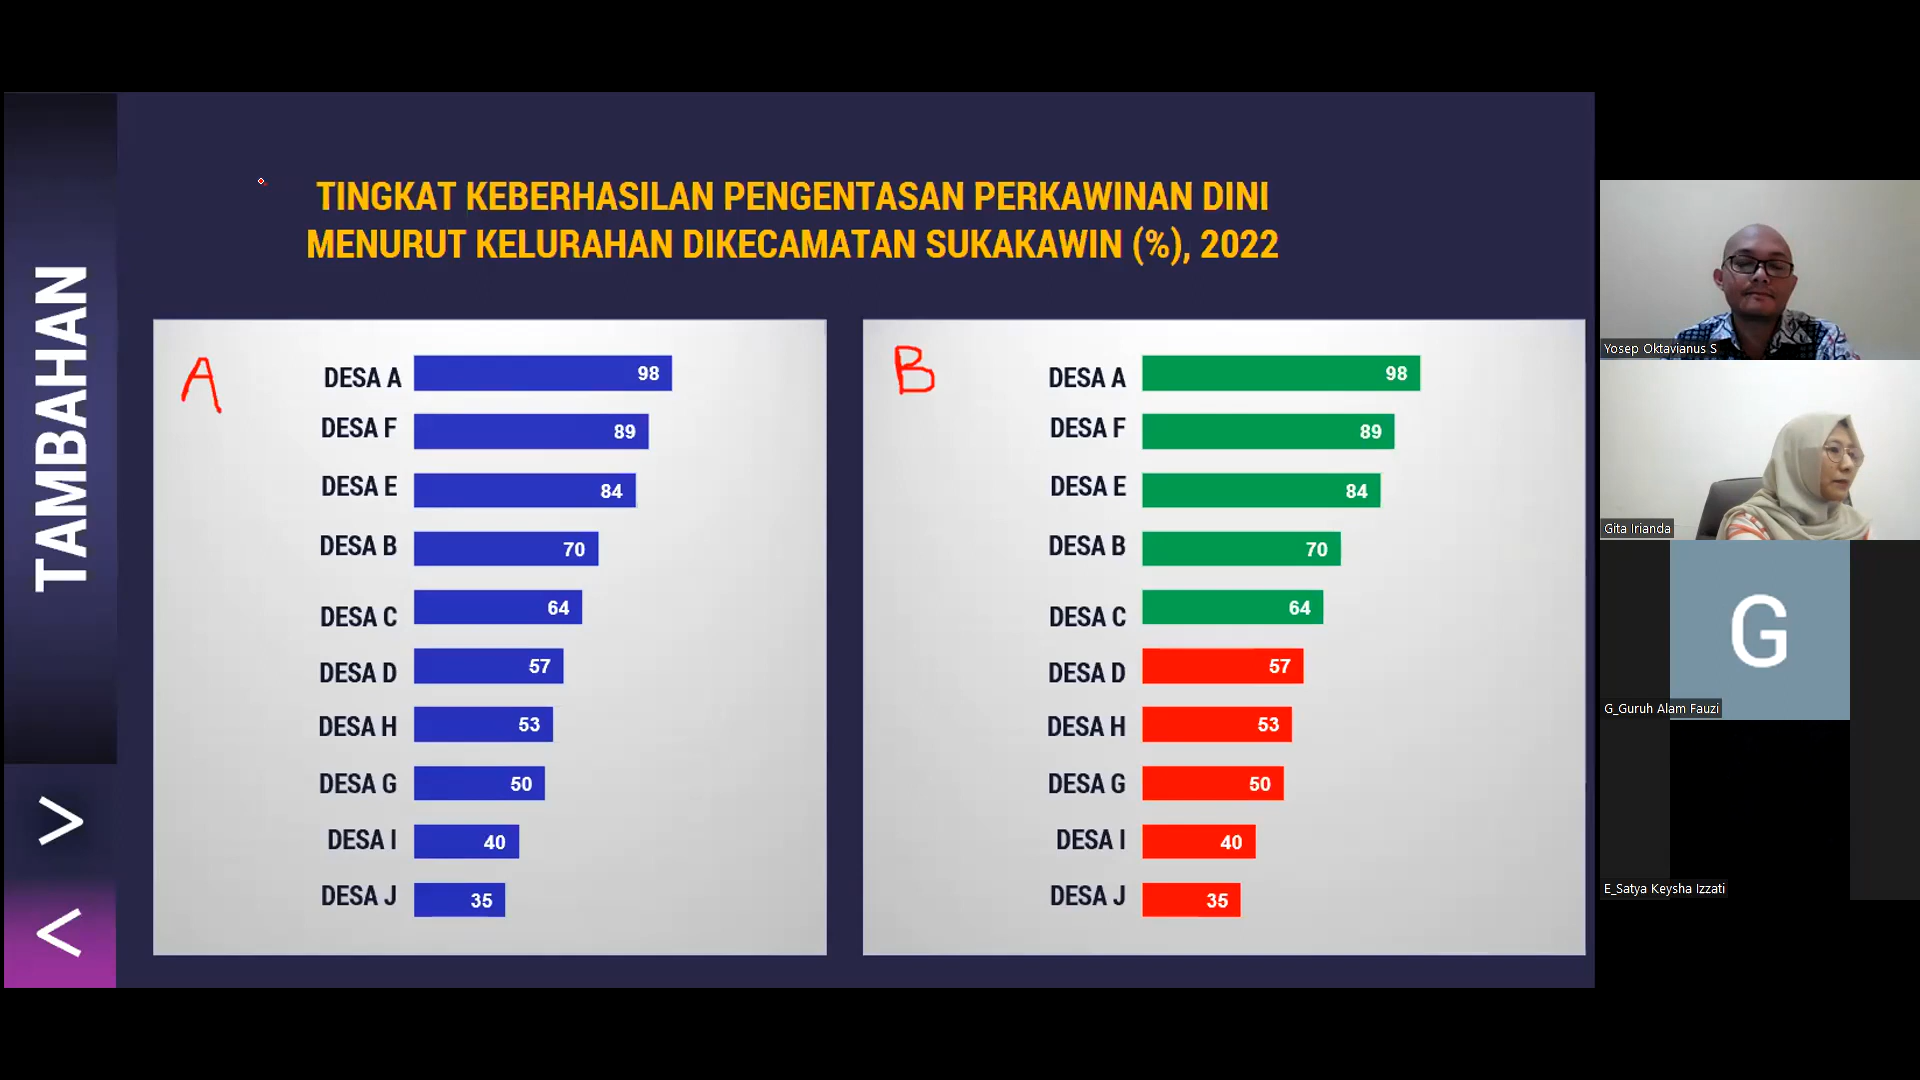 TAMBAHAN
TINGKAT KEBERHASILAN PENGENTASAN PERKAWINAN DINI
MENURUT KELURAHAN DIKECAMATAN SUKAKAWIN (%), 2022
A
DESA A 98
DESA F 89
DESA E 84
DESA B 70
DESA C 64
DESA D 57
DESA H 53
DESA G 50
DESA I 40
DESA J 35
B
DESA A 98
DESA F 89
DESA E 84
DESA B 70
DESA C 64
DESA D 57
DESA H 53
DESA G 50
DESA I 40
DESA J 35
>
<
Yosep Oktavianus S
Gita Irianda
G
G_Guruh Alam Fauzi
E_Satya Keysha Izzati